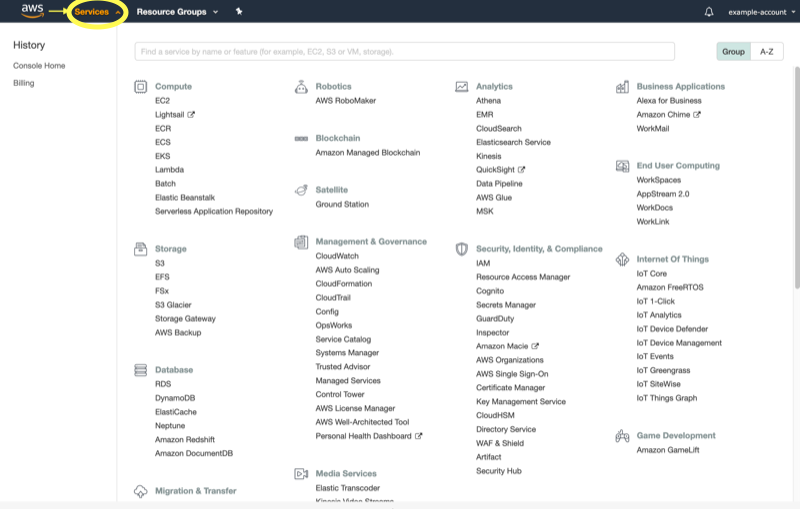 aws
Services
Resource Groups
example-account
History
Console Home
Billing
Find a service by name or feature (for example, EC2, S3 or VM, storage).
Group
A-Z
Compute
EC2
Lightsail
ECR
ECS
EKS
Lambda
Batch
Elastic Beanstalk
Serverless Application Repository
Storage
S3
EFS
FSx
S3 Glacier
Storage Gateway
AWS Backup
Database
RDS
DynamoDB
ElastiCache
Neptune
Amazon Redshift
Amazon DocumentDB
Migration & Transfer
Robotics
AWS RoboMaker
Blockchain
Amazon Managed Blockchain
Satellite
Ground Station
Management & Governance
CloudWatch
AWS Auto Scaling
CloudFormation
CloudTrail
Config
OpsWorks
Service Catalog
Systems Manager
Trusted Advisor
Managed Services
Control Tower
AWS License Manager
AWS Well-Architected Tool
Personal Health Dashboard
Media Services
Elastic Transcoder
Kinesis Video Streams
Analytics
Athena
EMR
CloudSearch
Elasticsearch Service
Kinesis
QuickSight
Data Pipeline
AWS Glue
MSK
Security, Identity, & Compliance
IAM
Resource Access Manager
Cognito
Secrets Manager
GuardDuty
Inspector
Amazon Macie
AWS Organizations
AWS Single Sign-On
Certificate Manager
Key Management Service
CloudHSM
Directory Service
WAF & Shield
Artifact
Security Hub
Business Applications
Alexa for Business
Amazon Chime
WorkMail
End User Computing
WorkSpaces
AppStream 2.0
WorkDocs
WorkLink
Internet Of Things
IoT Core
Amazon FreeRTOS
IoT 1-Click
IoT Analytics
IoT Device Defender
IoT Device Management
IoT Events
IoT Greengrass
IoT SiteWise
IoT Things Graph
Game Development
Amazon GameLift